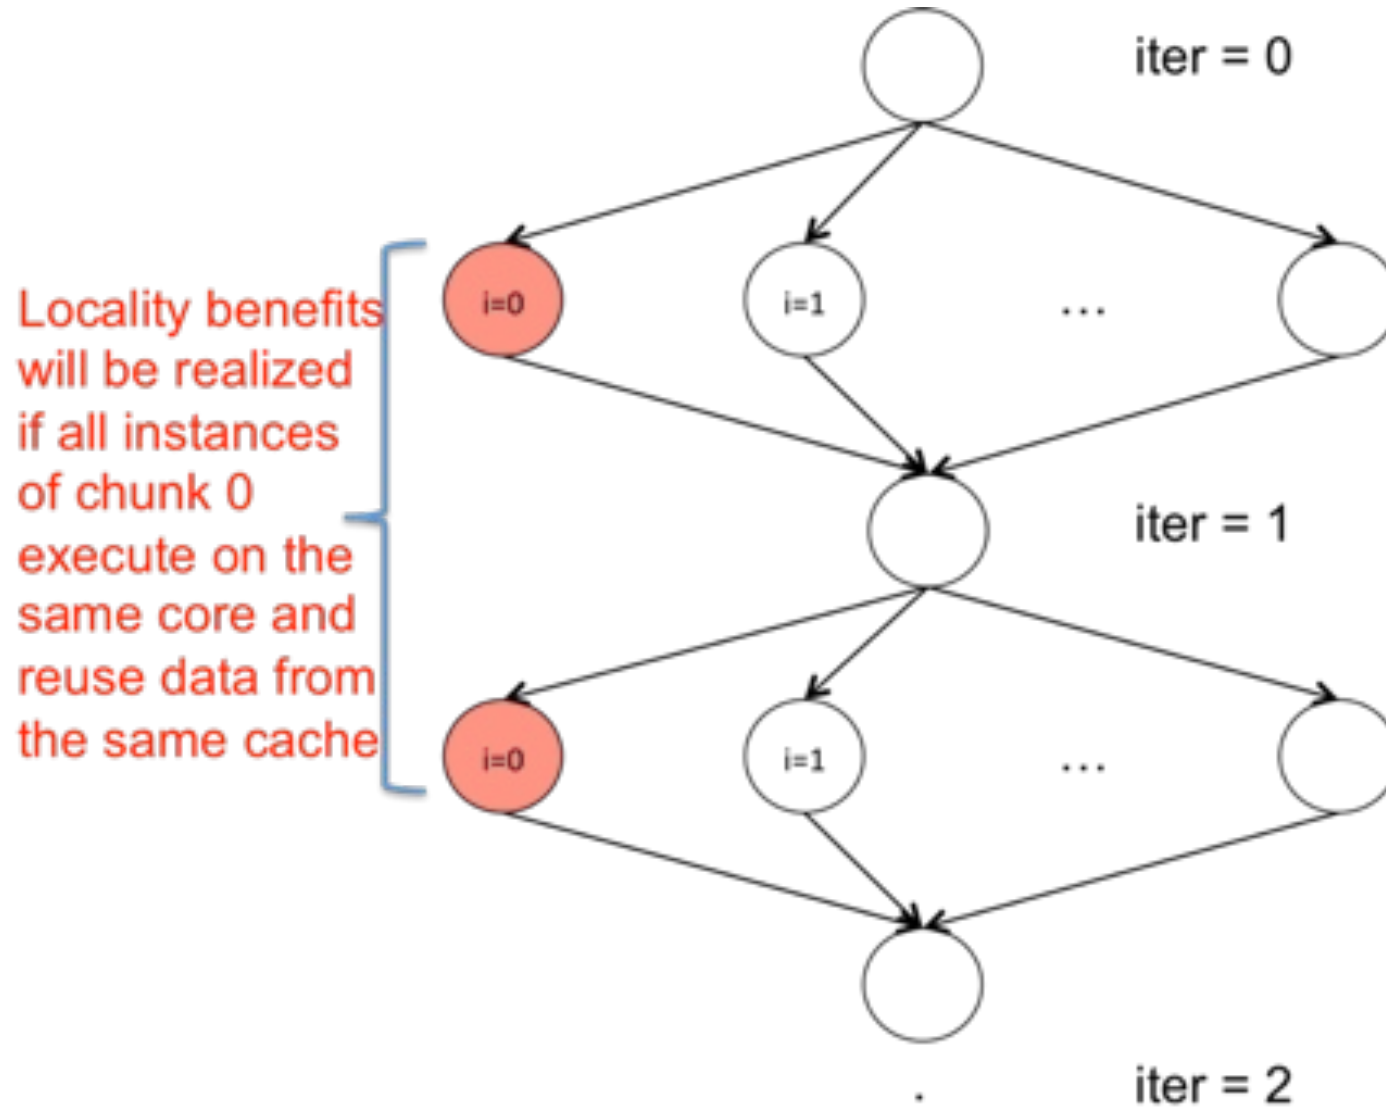 iter = 0
i=0
i=1
...
Locality benefits
will be realized
if all instances
of chunk 0
execute on the
same core and
reuse data from
the same cache
iter = 1
i=0
i=1
...
.
iter = 2